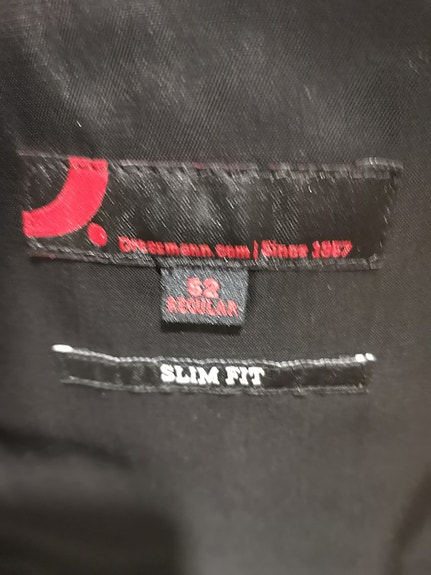 Dressmann.com | Since 1967
52
REGULAR
SLIM FIT